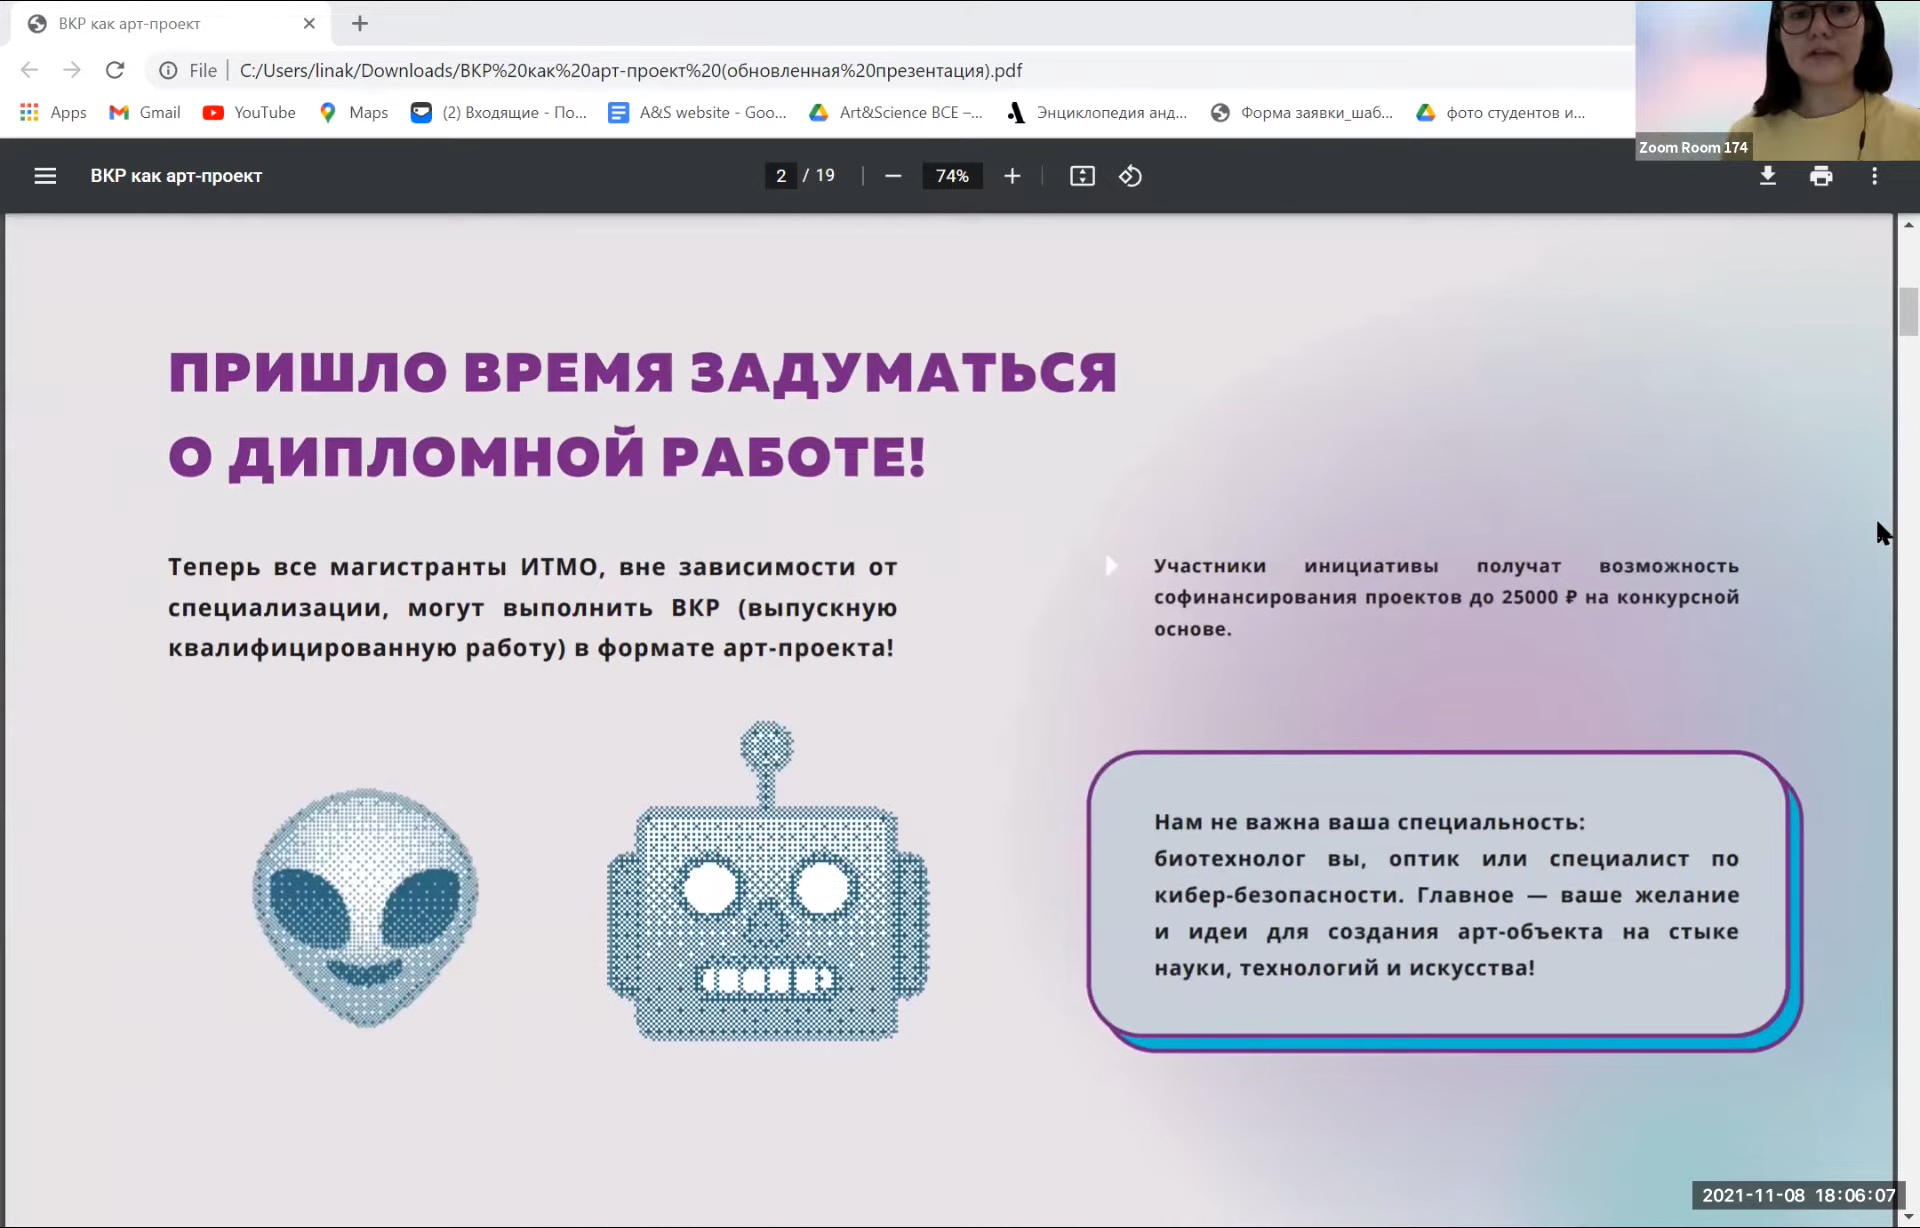 ВКР как арт-проект
File
C:/Users/linak/Downloads/ВКР%20как%20арт-проект%20(обновленная%20презентация).pdf
Apps
Gmail
YouTube
Maps
(2) Входящие - По...
A&S website - Goo...
Art&Science BCE –...
Энциклопедия анд...
Форма заявки_шаб...
фото студентов и...
Zoom Room 174
ВКР как арт-проект
2 / 19
74%
ПРИШЛО ВРЕМЯ ЗАДУМАТЬСЯ
О ДИПЛОМНОЙ РАБОТЕ!
Теперь все магистранты ИТМО, вне зависимости от
специализации, могут выполнить ВКР (выпускную
квалифицированную работу) в формате арт-проекта!
Участники инициативы получат возможность
софинансирования проектов до 25000 ₽ на конкурсной
основе.
Нам не важна ваша специальность:
биотехнолог вы, оптик или специалист по
кибер-безопасности. Главное — ваше желание
и идеи для создания арт-объекта на стыке
науки, технологий и искусства!
2021-11-08 18:06:07